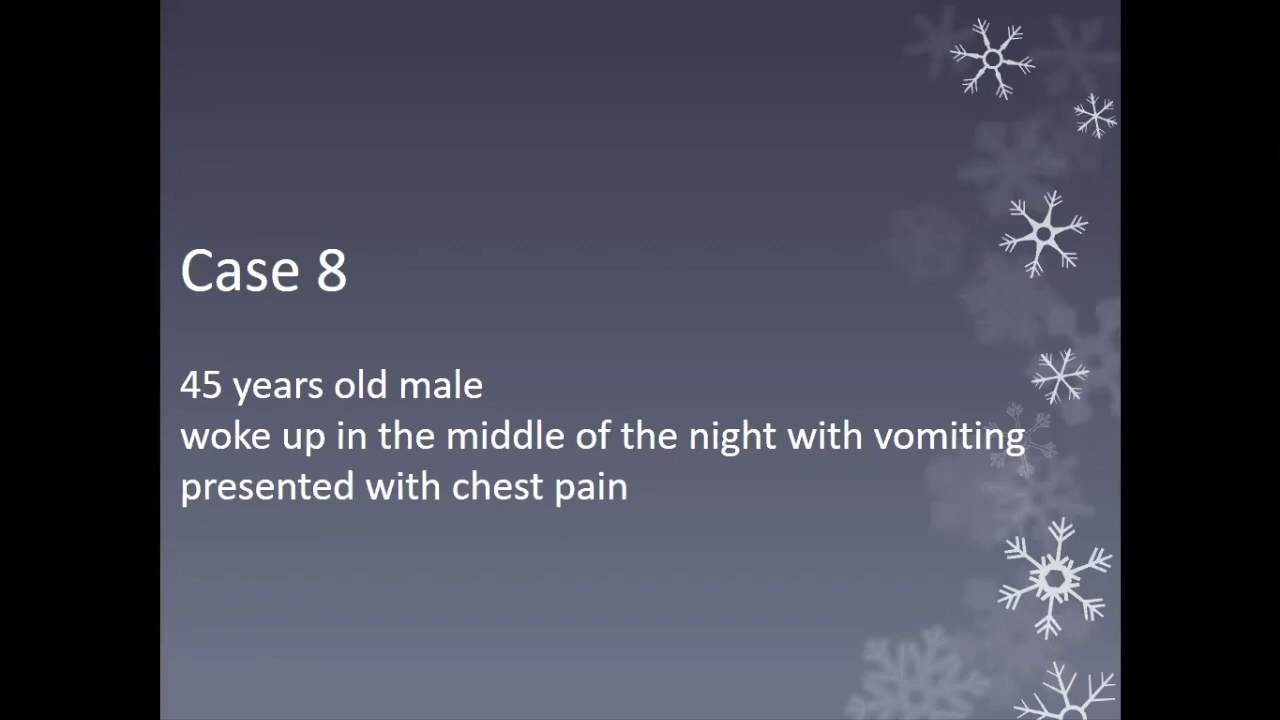 Case 8
45 years old male
woke up in the middle of the night with vomiting
presented with chest pain